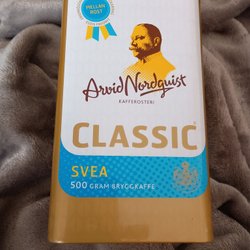 MELLAN
ROST
Arvid Nordquist
KAFFEROSTERI
CLASSIC
SVEA
500 GRAM BRYGGKAFFE